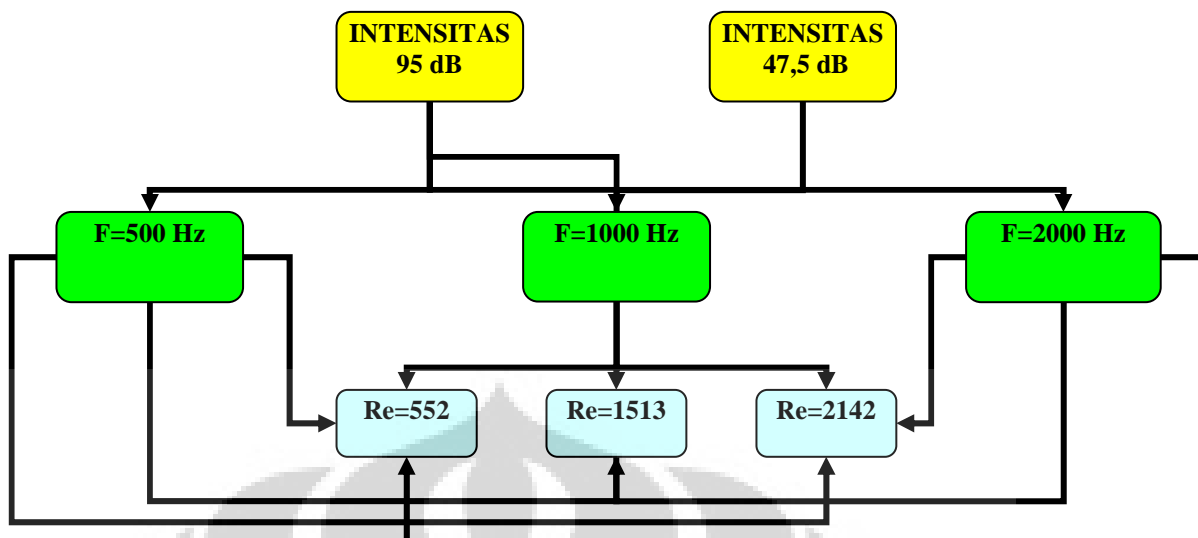 INTENSITAS
95 dB
INTENSITAS
47,5 dB
F=500 Hz
F=1000 Hz
F=2000 Hz
Re=552
Re=1513
Re=2142